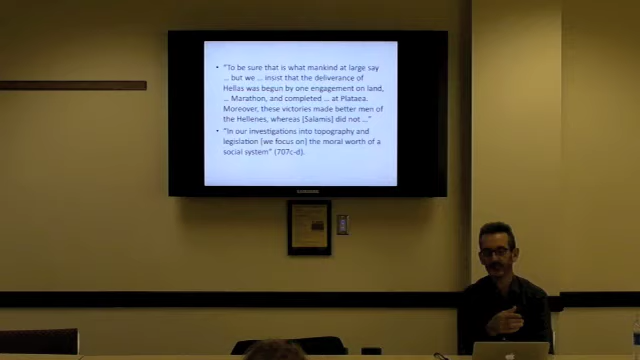 • "To be sure that is what mankind at large say
... but we ... insist that the deliverance of
Hellas was begun by one engagement on land,
... Marathon, and completed ... at Plataea.
Moreover, these victories made better men of
the Hellenes, whereas [Salamis] did not ..."
• "In our investigations into topography and
legislation [we focus on] the moral worth of a
social system" (707c-d).
SAMSUNG